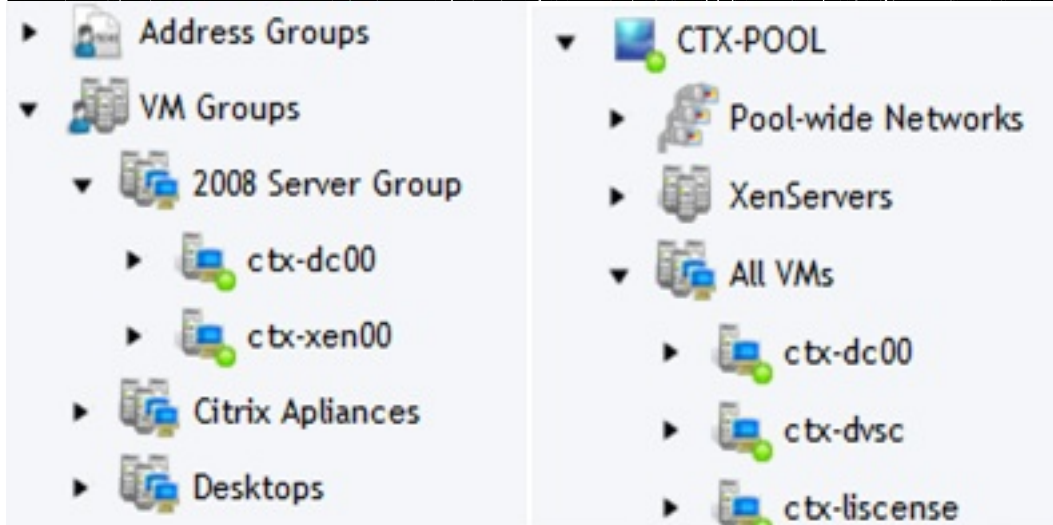 Address Groups
VM Groups
2008 Server Group
ctx-dc00
ctx-xen00
Citrix Apliances
Desktops
CTX-POOL
Pool-wide Networks
XenServers
All VMs
ctx-dc00
ctx-dvsc
ctx-liscense